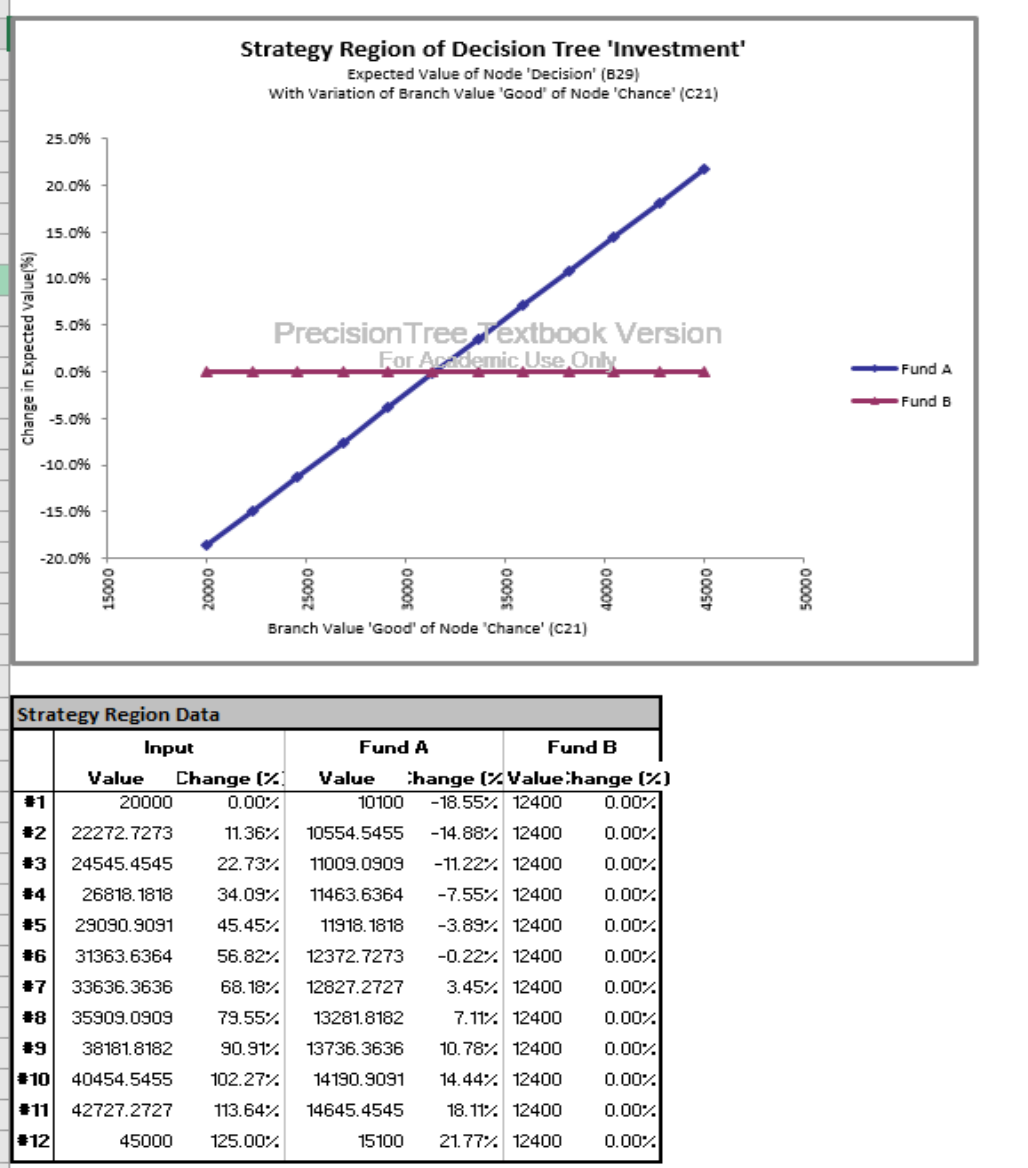 Strategy Region of Decision Tree 'Investment'
Expected Value of Node 'Decision' (B29)
With Variation of Branch Value 'Good' of Node 'Chance' (C21)
25.0%
20.0%
15.0%
10.0%
5.0%
0.0%
-5.0%
-10.0%
-15.0%
-20.0%
Change in Expected Value(%)
PrecisionTree Textbook Version
For Academic Use Only
Fund A
Fund B
15000 20000 25000 30000 35000 40000 45000 50000
Branch Value 'Good' of Node 'Chance' (C21)
Strategy Region Data
Input Fund A Fund B
Value Change (%) Value Change (% Value Change (%)
#1 20000 0.00% 10100 -18.55% 12400 0.00%
#2 22272.7273 11.36% 10554.5455 -14.88% 12400 0.00%
#3 24545.4545 22.73% 11009.0909 -11.22% 12400 0.00%
#4 26818.1818 34.09% 11463.6364 -7.55% 12400 0.00%
#5 29090.9091 45.45% 11918.1818 -3.89% 12400 0.00%
#6 31363.6364 56.82% 12372.7273 -0.22% 12400 0.00%
#7 33636.3636 68.18% 12827.2727 3.45% 12400 0.00%
#8 35909.0909 79.55% 13281.8182 7.11% 12400 0.00%
#9 38181.8182 90.91% 13736.3636 10.78% 12400 0.00%
#10 40454.5455 102.27% 14190.9091 14.44% 12400 0.00%
#11 42727.2727 113.64% 14645.4545 18.11% 12400 0.00%
#12 45000 125.00% 15100 21.77% 12400 0.00%